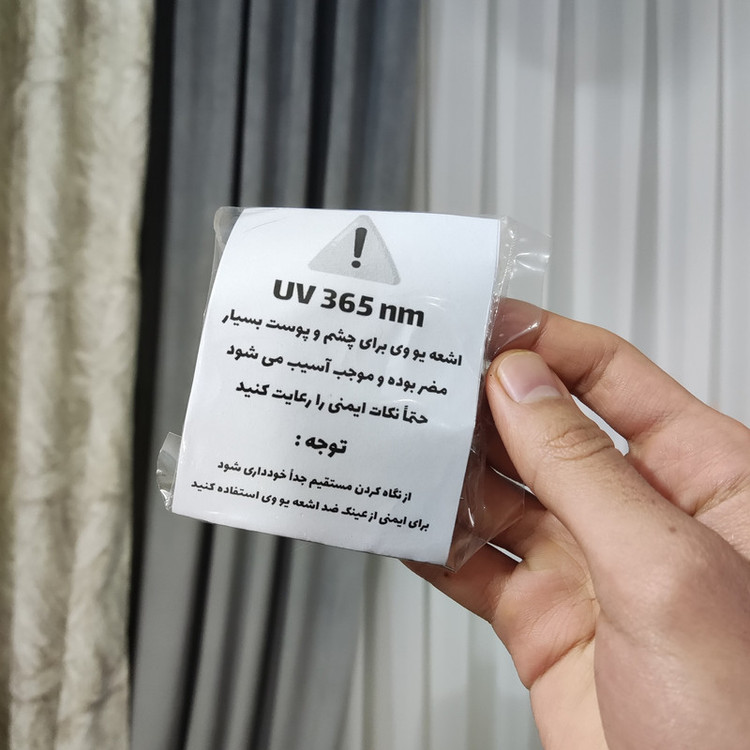 !
UV 365 nm
اشعه یو وی برای چشم و پوست بسیار
مضر بوده و موجب آسیب می شود
حتماً نکات ایمنی را رعایت کنید
توجه :
از نگاه کردن مستقیم جداً خودداری شود
برای ایمنی از عینک ضد اشعه یو وی استفاده کنید